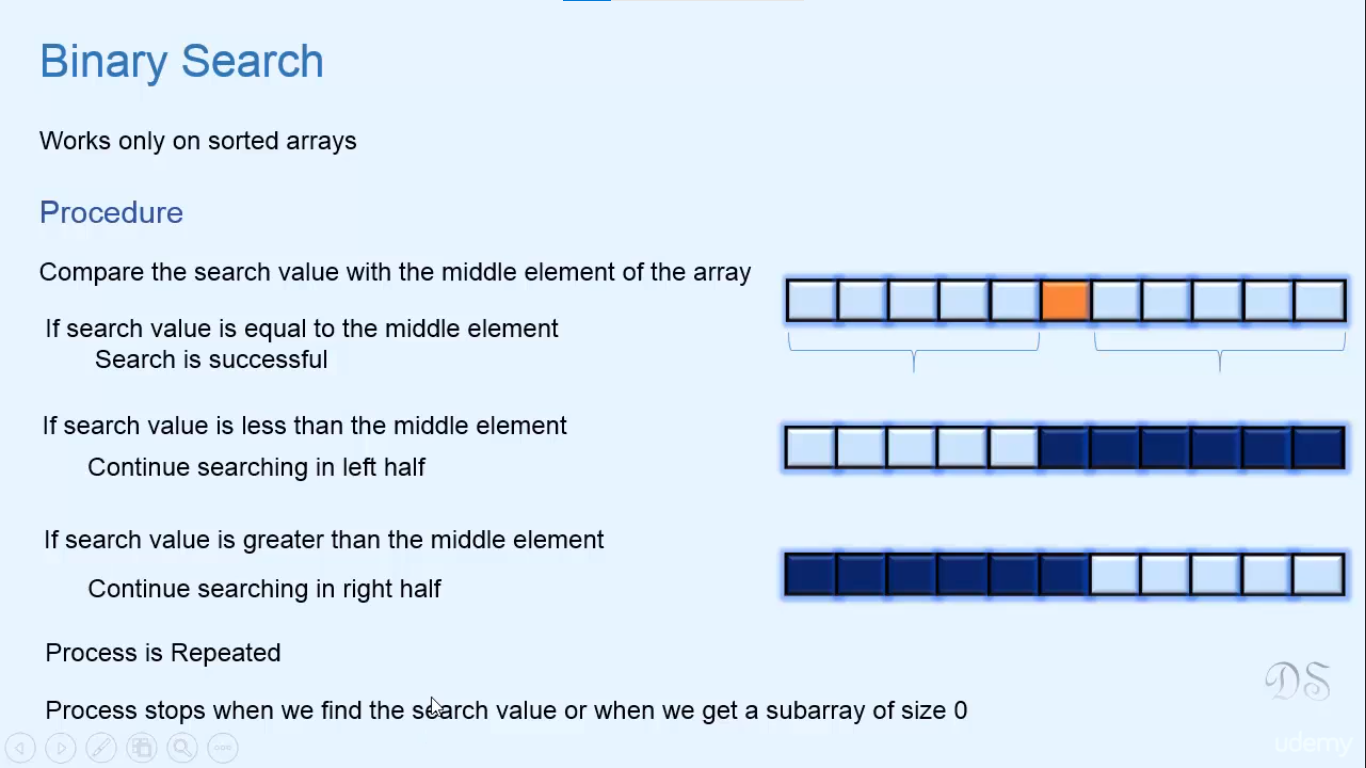 Binary Search
Works only on sorted arrays
Procedure
Compare the search value with the middle element of the array
If search value is equal to the middle element
Search is successful
If search value is less than the middle element
Continue searching in left half
If search value is greater than the middle element
Continue searching in right half
Process is Repeated
Process stops when we find the search value or when we get a subarray of size 0
DS
udemy